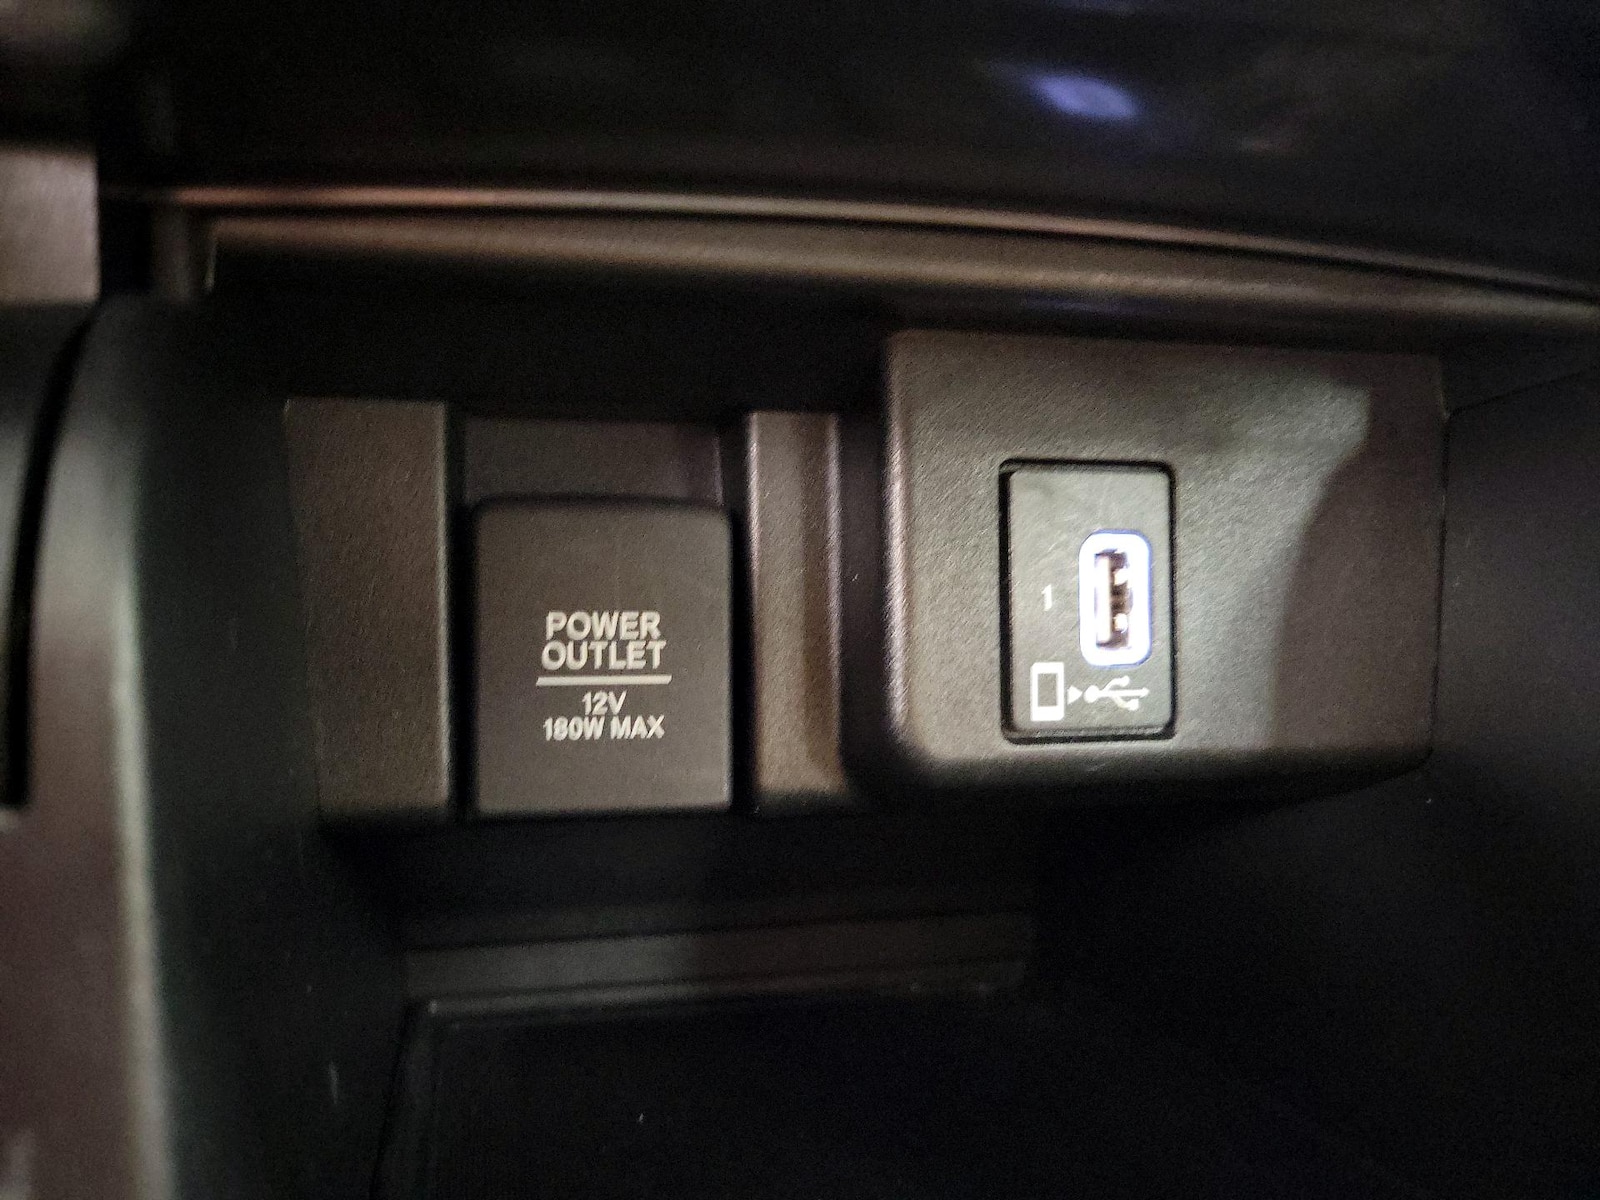 POWER
OUTLET
12V
180W MAX
1